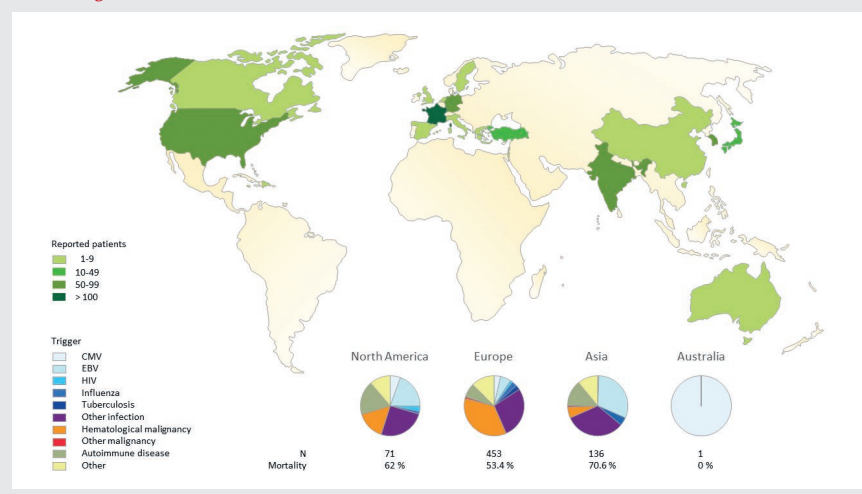 Reported patients
1-9
10-49
50-99
> 100
Trigger
CMV
EBV
HIV
Influenza
Tuberculosis
Other infection
Hematological malignancy
Other malignancy
Autoimmune disease
Other
North America Europe Asia Australia
N 71 453 136 1
Mortality 62 % 53.4 % 70.6 % 0 %